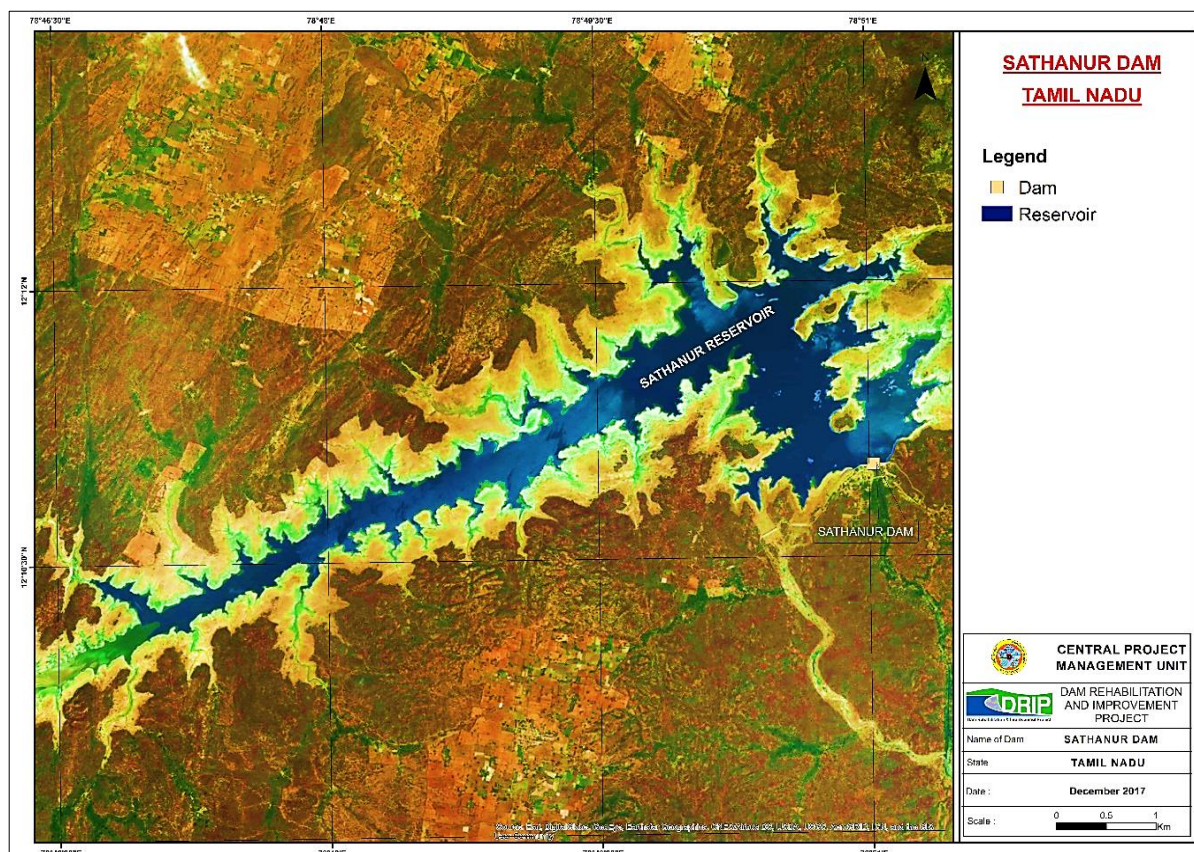 78°46'30"E
78°48'E
78°49'30"E
78°51'E
12°12'N
12°10'30"N
SATHANUR RESERVOIR
SATHANUR DAM
SATHANUR DAM
TAMIL NADU
Legend
Dam
Reservoir
CENTRAL PROJECT
MANAGEMENT UNIT
DRIP
DAM REHABILITATION
AND IMPROVEMENT
PROJECT
Name of Dam SATHANUR DAM
State TAMIL NADU
Date : December 2017
Scale : 0 0.5 1
Km